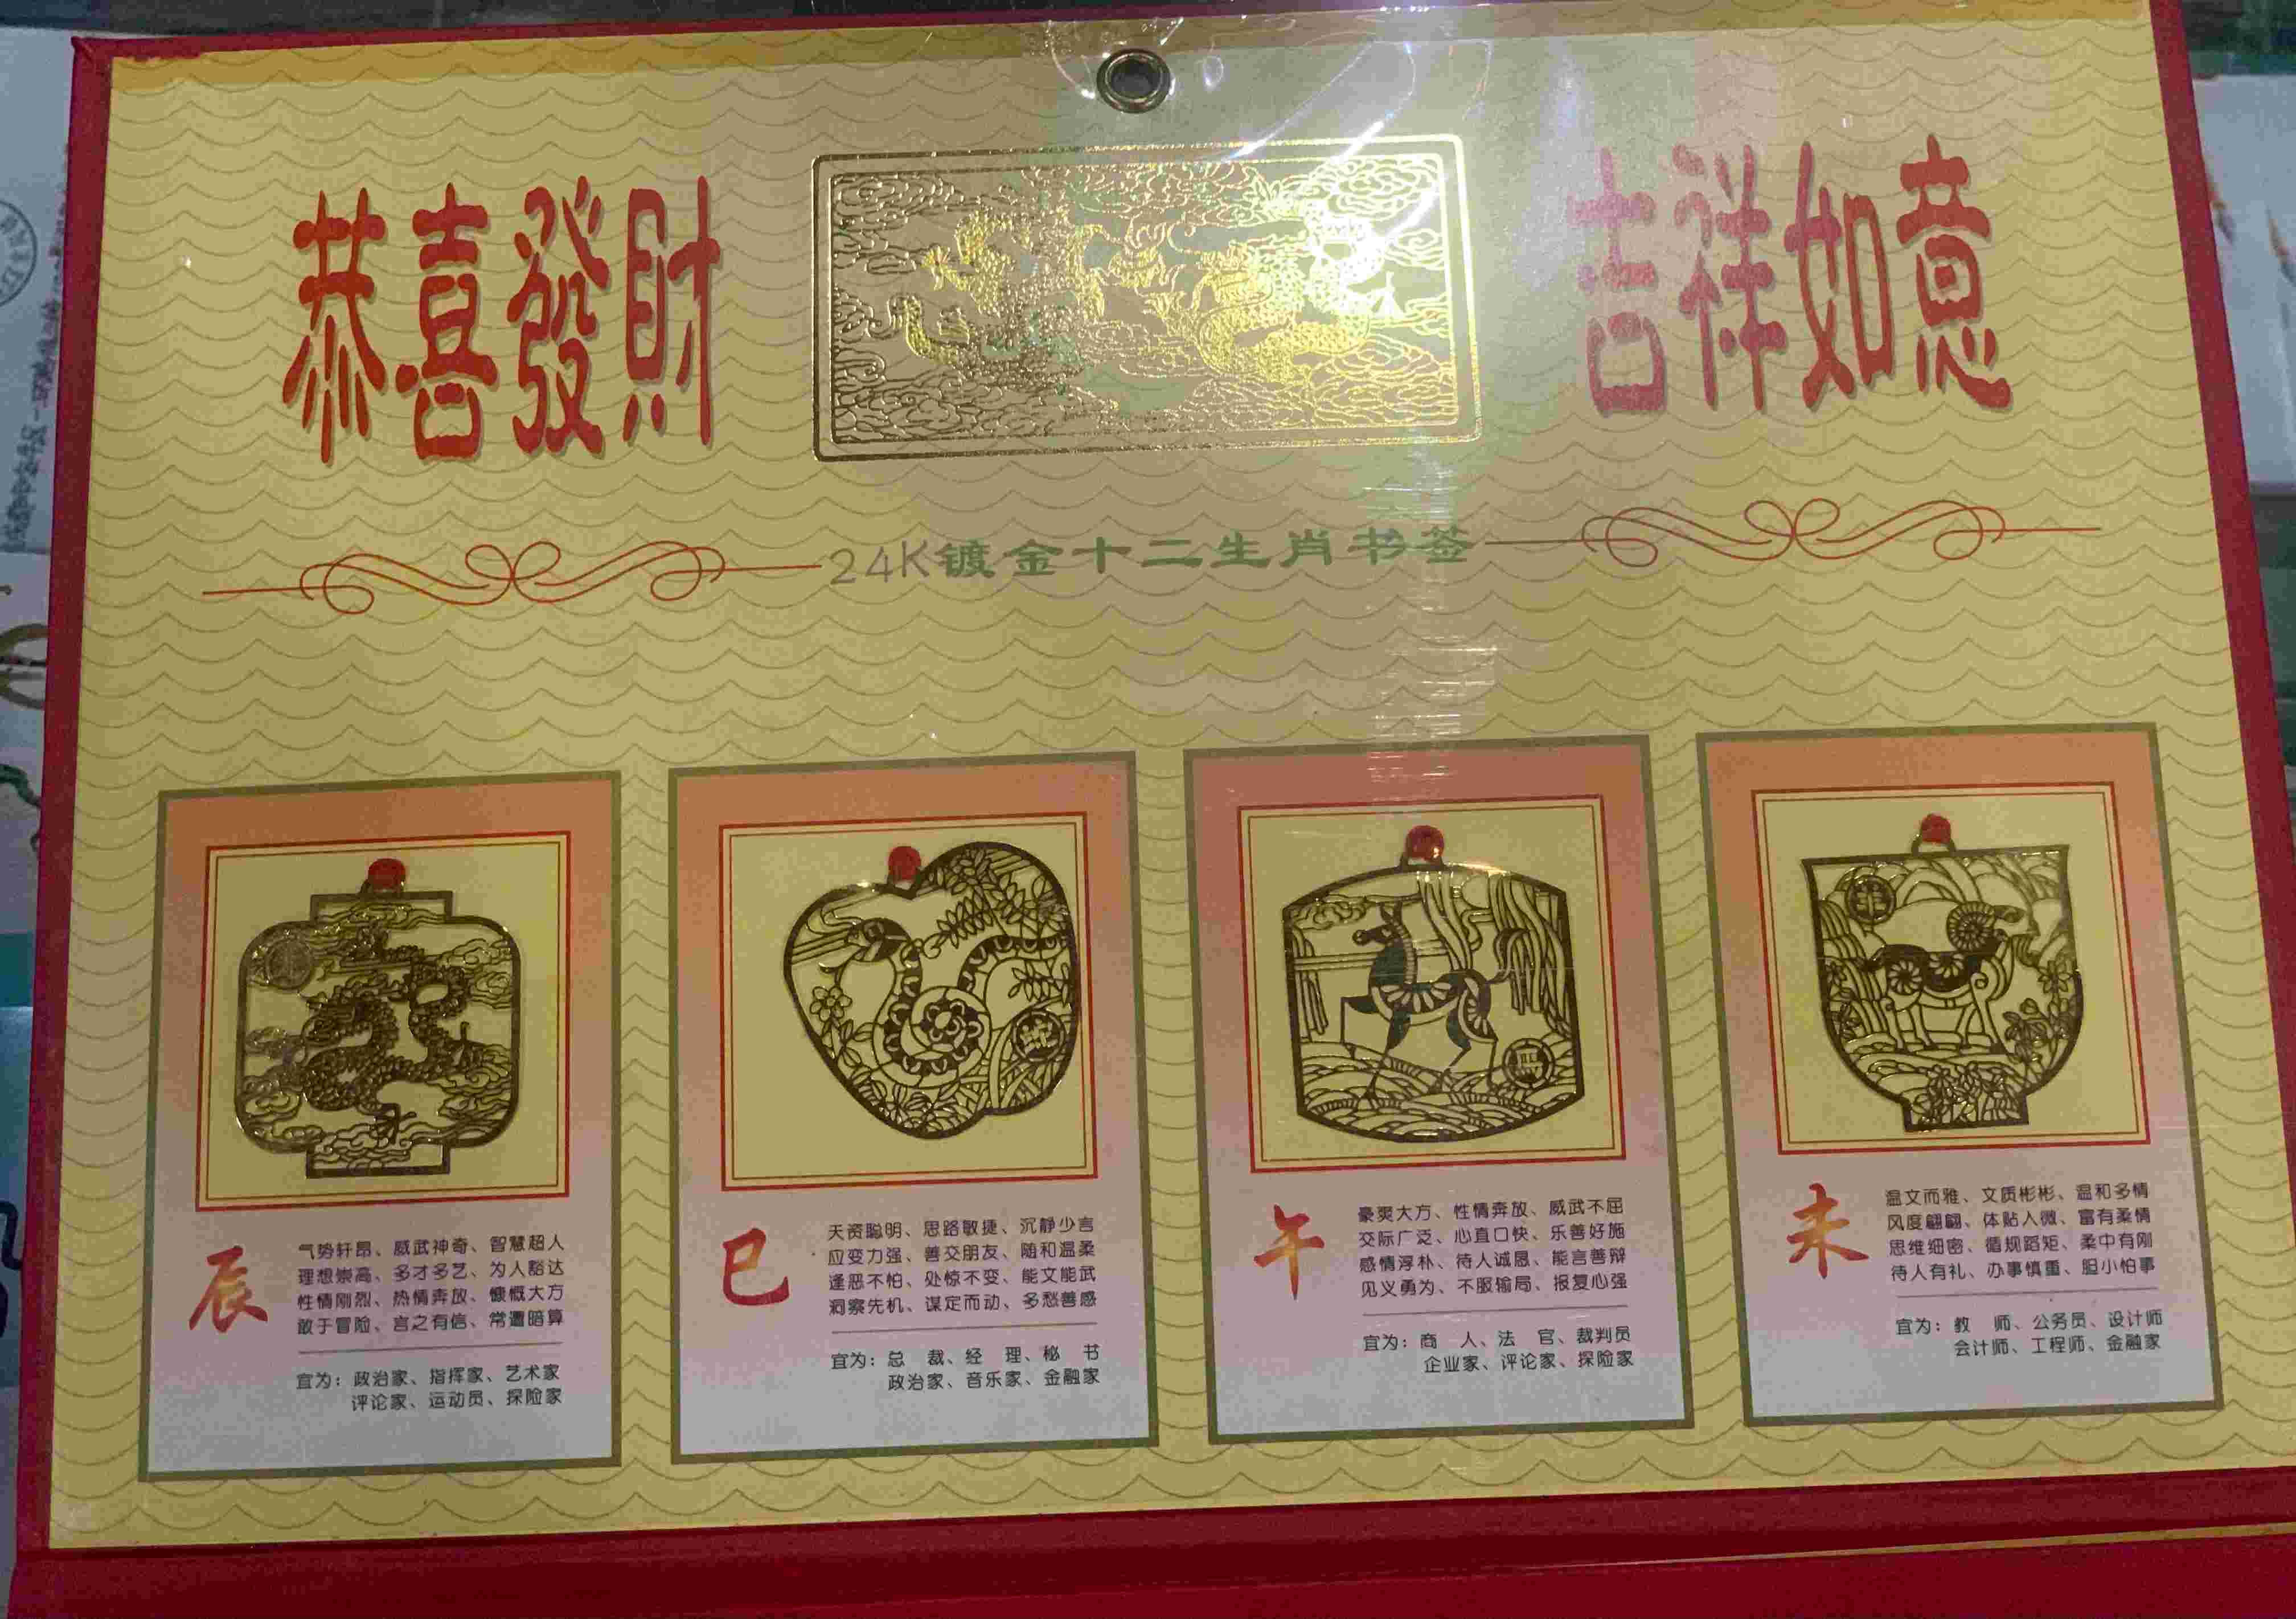 恭喜發財
吉祥如意
24K镀金十二生肖书签
辰
气势轩昂、威武神奇、智慧超人
理想崇高、多才多艺、为人豁达
性情刚烈、热情奔放、慷慨大方
敢于冒险、言之有信、常遭暗算
宜为：政治家、指挥家、艺术家
评论家、运动员、探险家
巳
天资聪明、思路敏捷、沉静少言
应变力强、善交朋友、随和温柔
逢恶不怕、处惊不变、能文能武
洞察先机、谋定而动、多愁善感
宜为：总 裁、经 理、秘 书
政治家、音乐家、金融家
午
豪爽大方、性情奔放、威武不屈
交际广泛、心直口快、乐善好施
感情浮朴、待人诚恳、能言善辩
见义勇为、不服输局、报复心强
宜为：商 人、法 官、裁判员
企业家、评论家、探险家
未
温文而雅、文质彬彬、温和多情
风度翩翩、体贴入微、富有柔情
思维细密、循规蹈矩、柔中有刚
待人有礼、办事慎重、胆小怕事
宜为：教 师、公务员、设计师
会计师、工程师、金融家